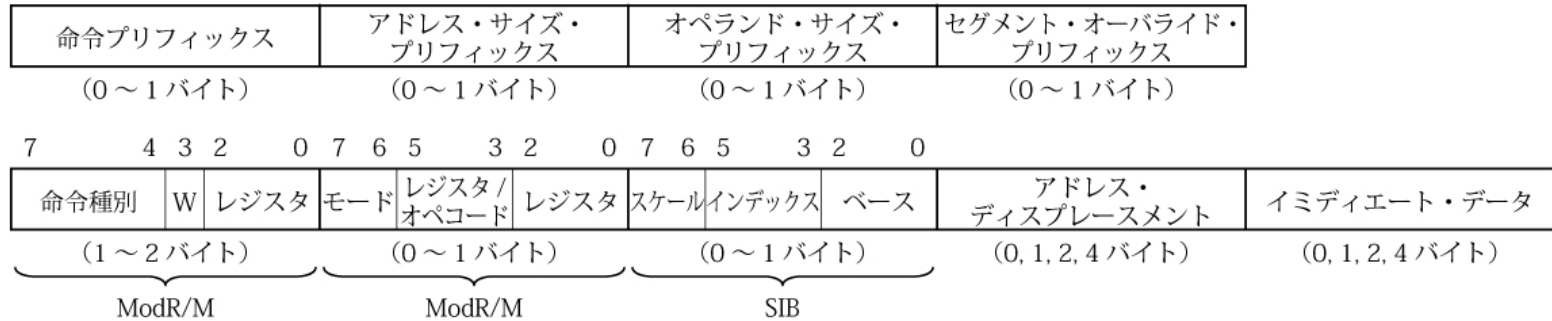 命令プリフィックス
アドレス・サイズ・
プリフィックス
オペランド・サイズ・
プリフィックス
セグメント・オーバライド・
プリフィックス
(0～1バイト) (0～1バイト) (0～1バイト) (0～1バイト)
7 4 3 2 0 7 6 5 3 2 0 7 6 5 3 2 0
命令種別 W レジスタ モード
レジスタ/
オペコード
レジスタ スケール インデックス ベース
アドレス・
ディスプレースメント
イミディエート・データ
(1～2バイト) (0～1バイト) (0～1バイト) (0, 1, 2, 4バイト) (0, 1, 2, 4バイト)
ModR/M ModR/M SIB